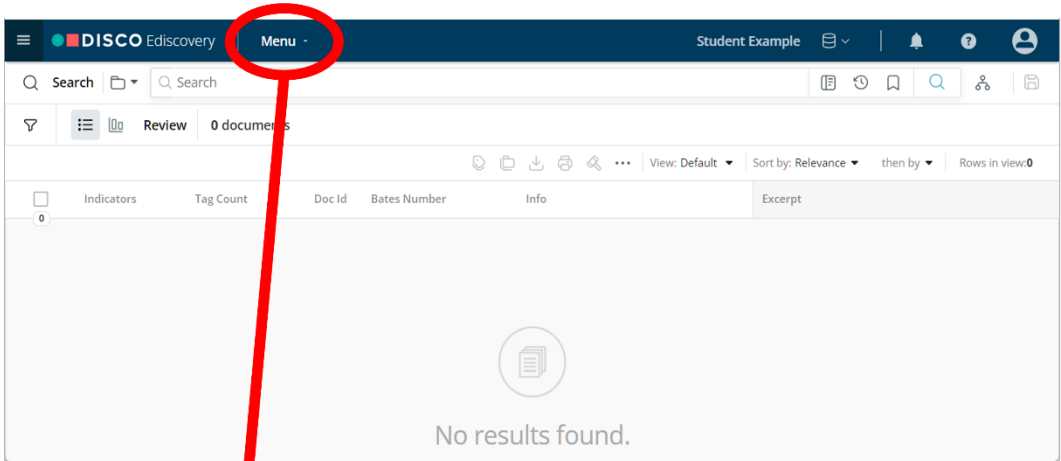 DISCO Ediscovery Menu Student Example
Search Search
Review 0 documents
View: Default Sort by: Relevance then by Rows in view:0
Indicators Tag Count Doc Id Bates Number Info Excerpt
0
No results found.